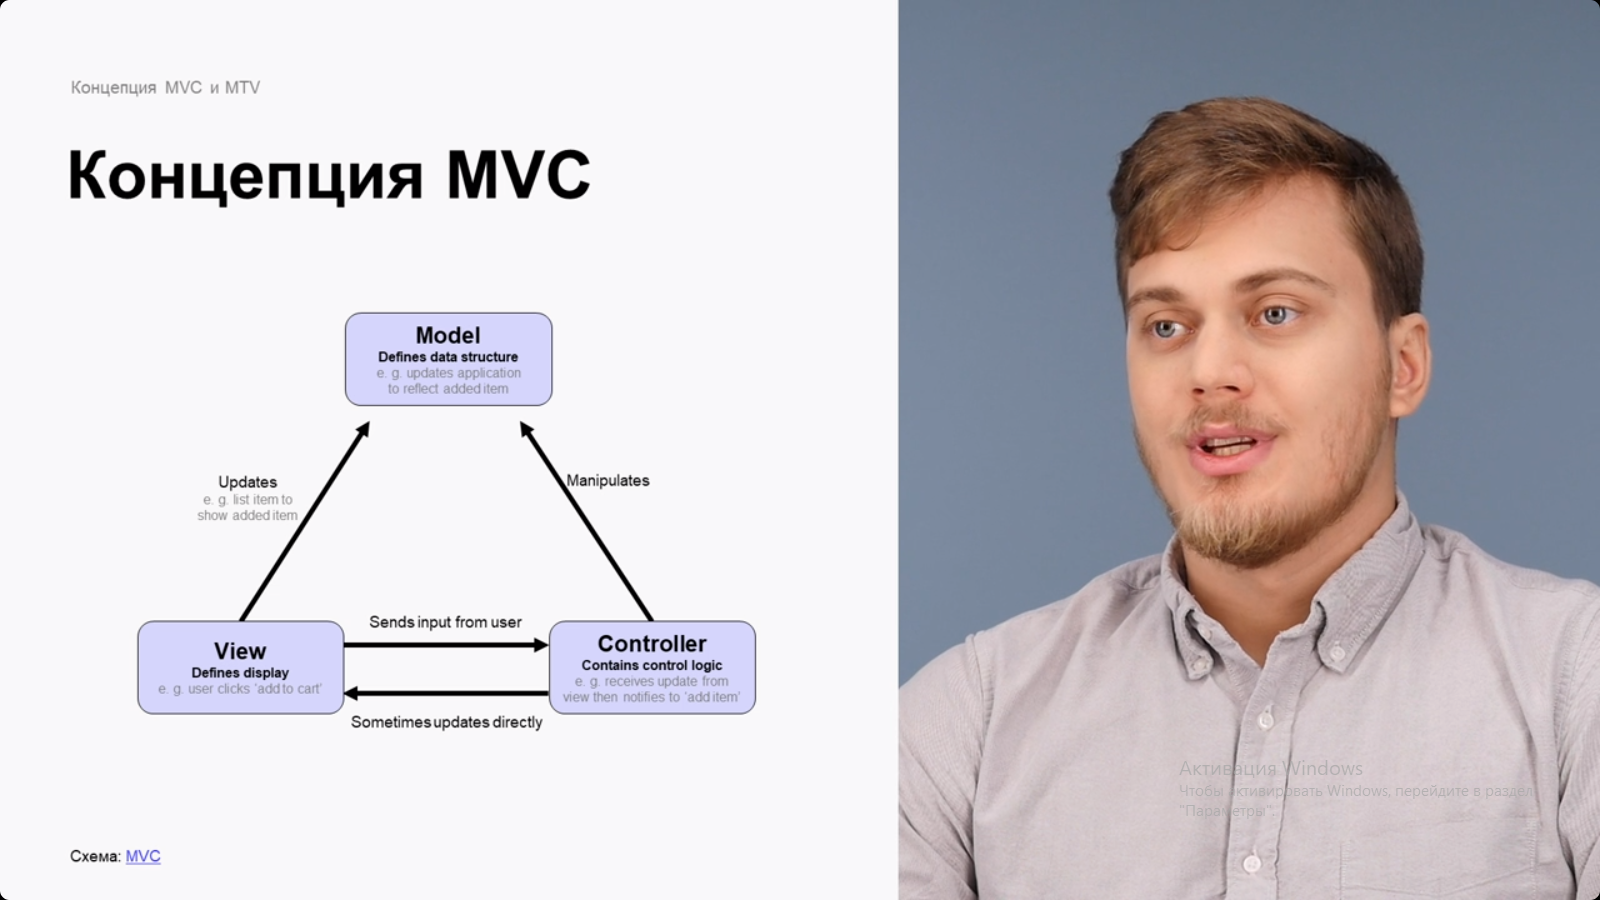 Концепция MVC и MTV
Концепция MVC
Model
Defines data structure
e. g. updates application
to reflect added item
Updates
e. g. list item to
show added item
Manipulates
Sends input from user
View
Defines display
e. g. user clicks 'add to cart'
Controller
Contains control logic
e. g. receives update from
view then notifies to 'add item'
Sometimes updates directly
Схема: MVC
Активация Windows
Чтобы активировать Windows, перейдите в раздел
"Параметры".